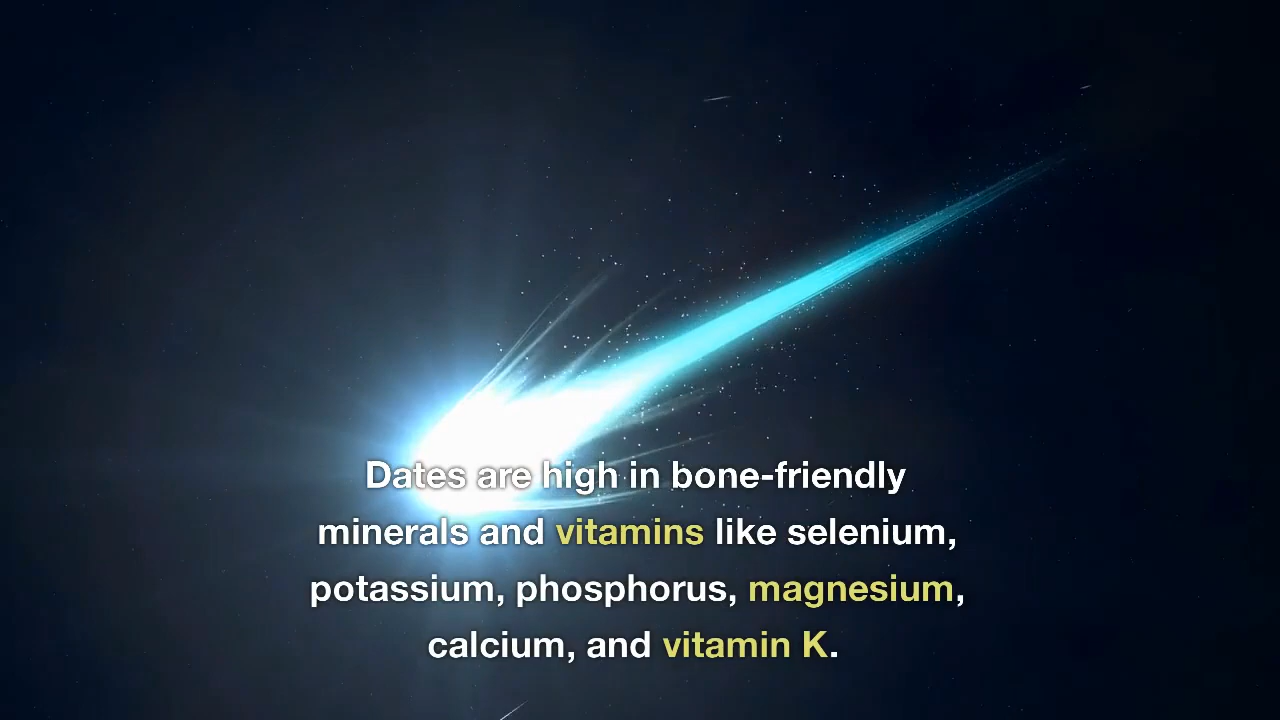 Dates are high in bone-friendly
minerals and vitamins like selenium,
potassium, phosphorus, magnesium,
calcium, and vitamin K.